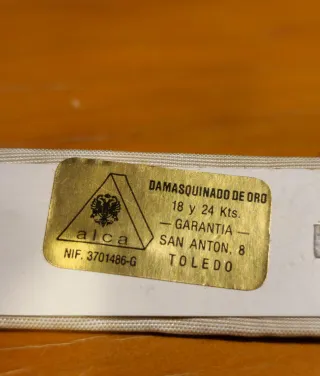 DAMASQUINADO DE ORO
18 y 24 Kts.
— GARANTIA —
SAN ANTON. 8
TOLEDO
alca
NIF. 3701486-G